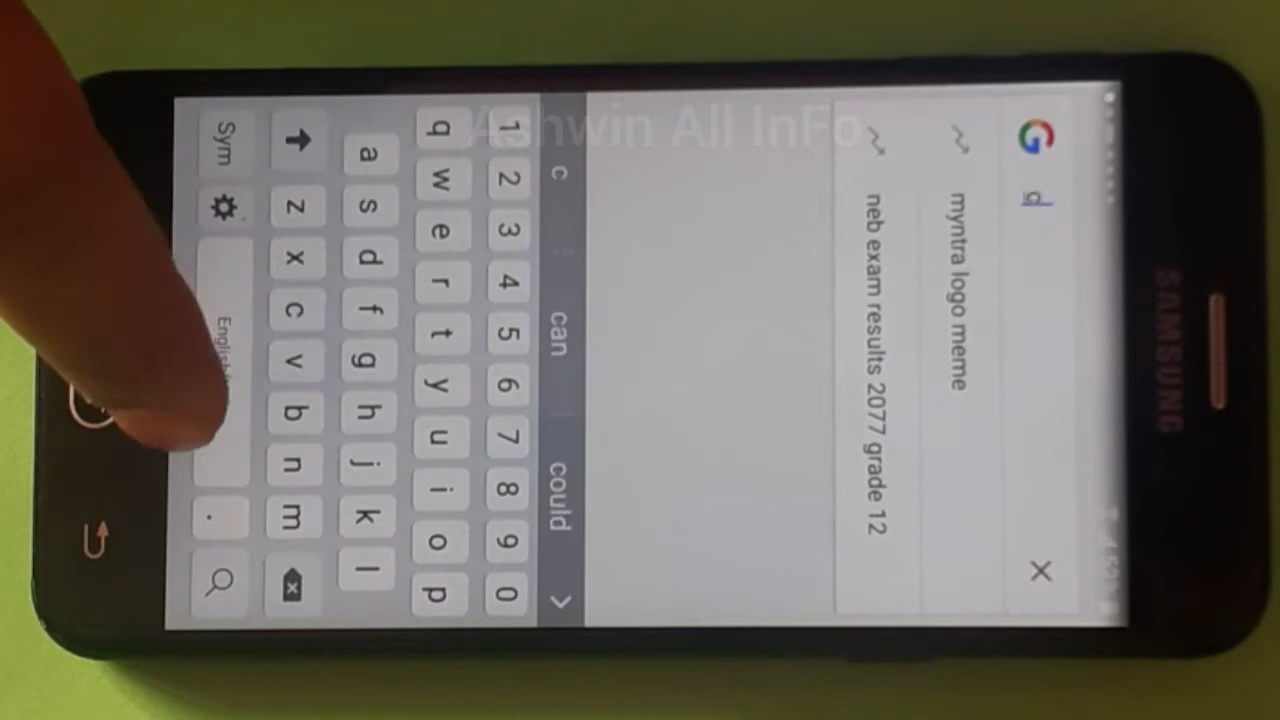 Ashwin All InFo
SAMSUNG
G c
myntra logo meme
neb exam results 2077 grade 12
c can could
1 2 3 4 5 6 7 8 9 0
q w e r t y u i o p
a s d f g h j k l
z x c v b n m
Sym .